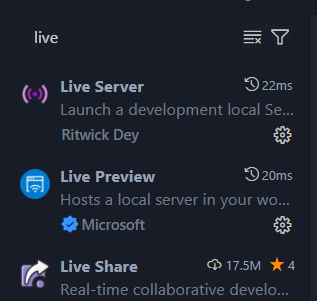 live
Live Server 22ms
Launch a development local Se...
Ritwick Dey
Live Preview 20ms
Hosts a local server in your wo...
Microsoft
Live Share 17.5M 4
Real-time collaborative develo...